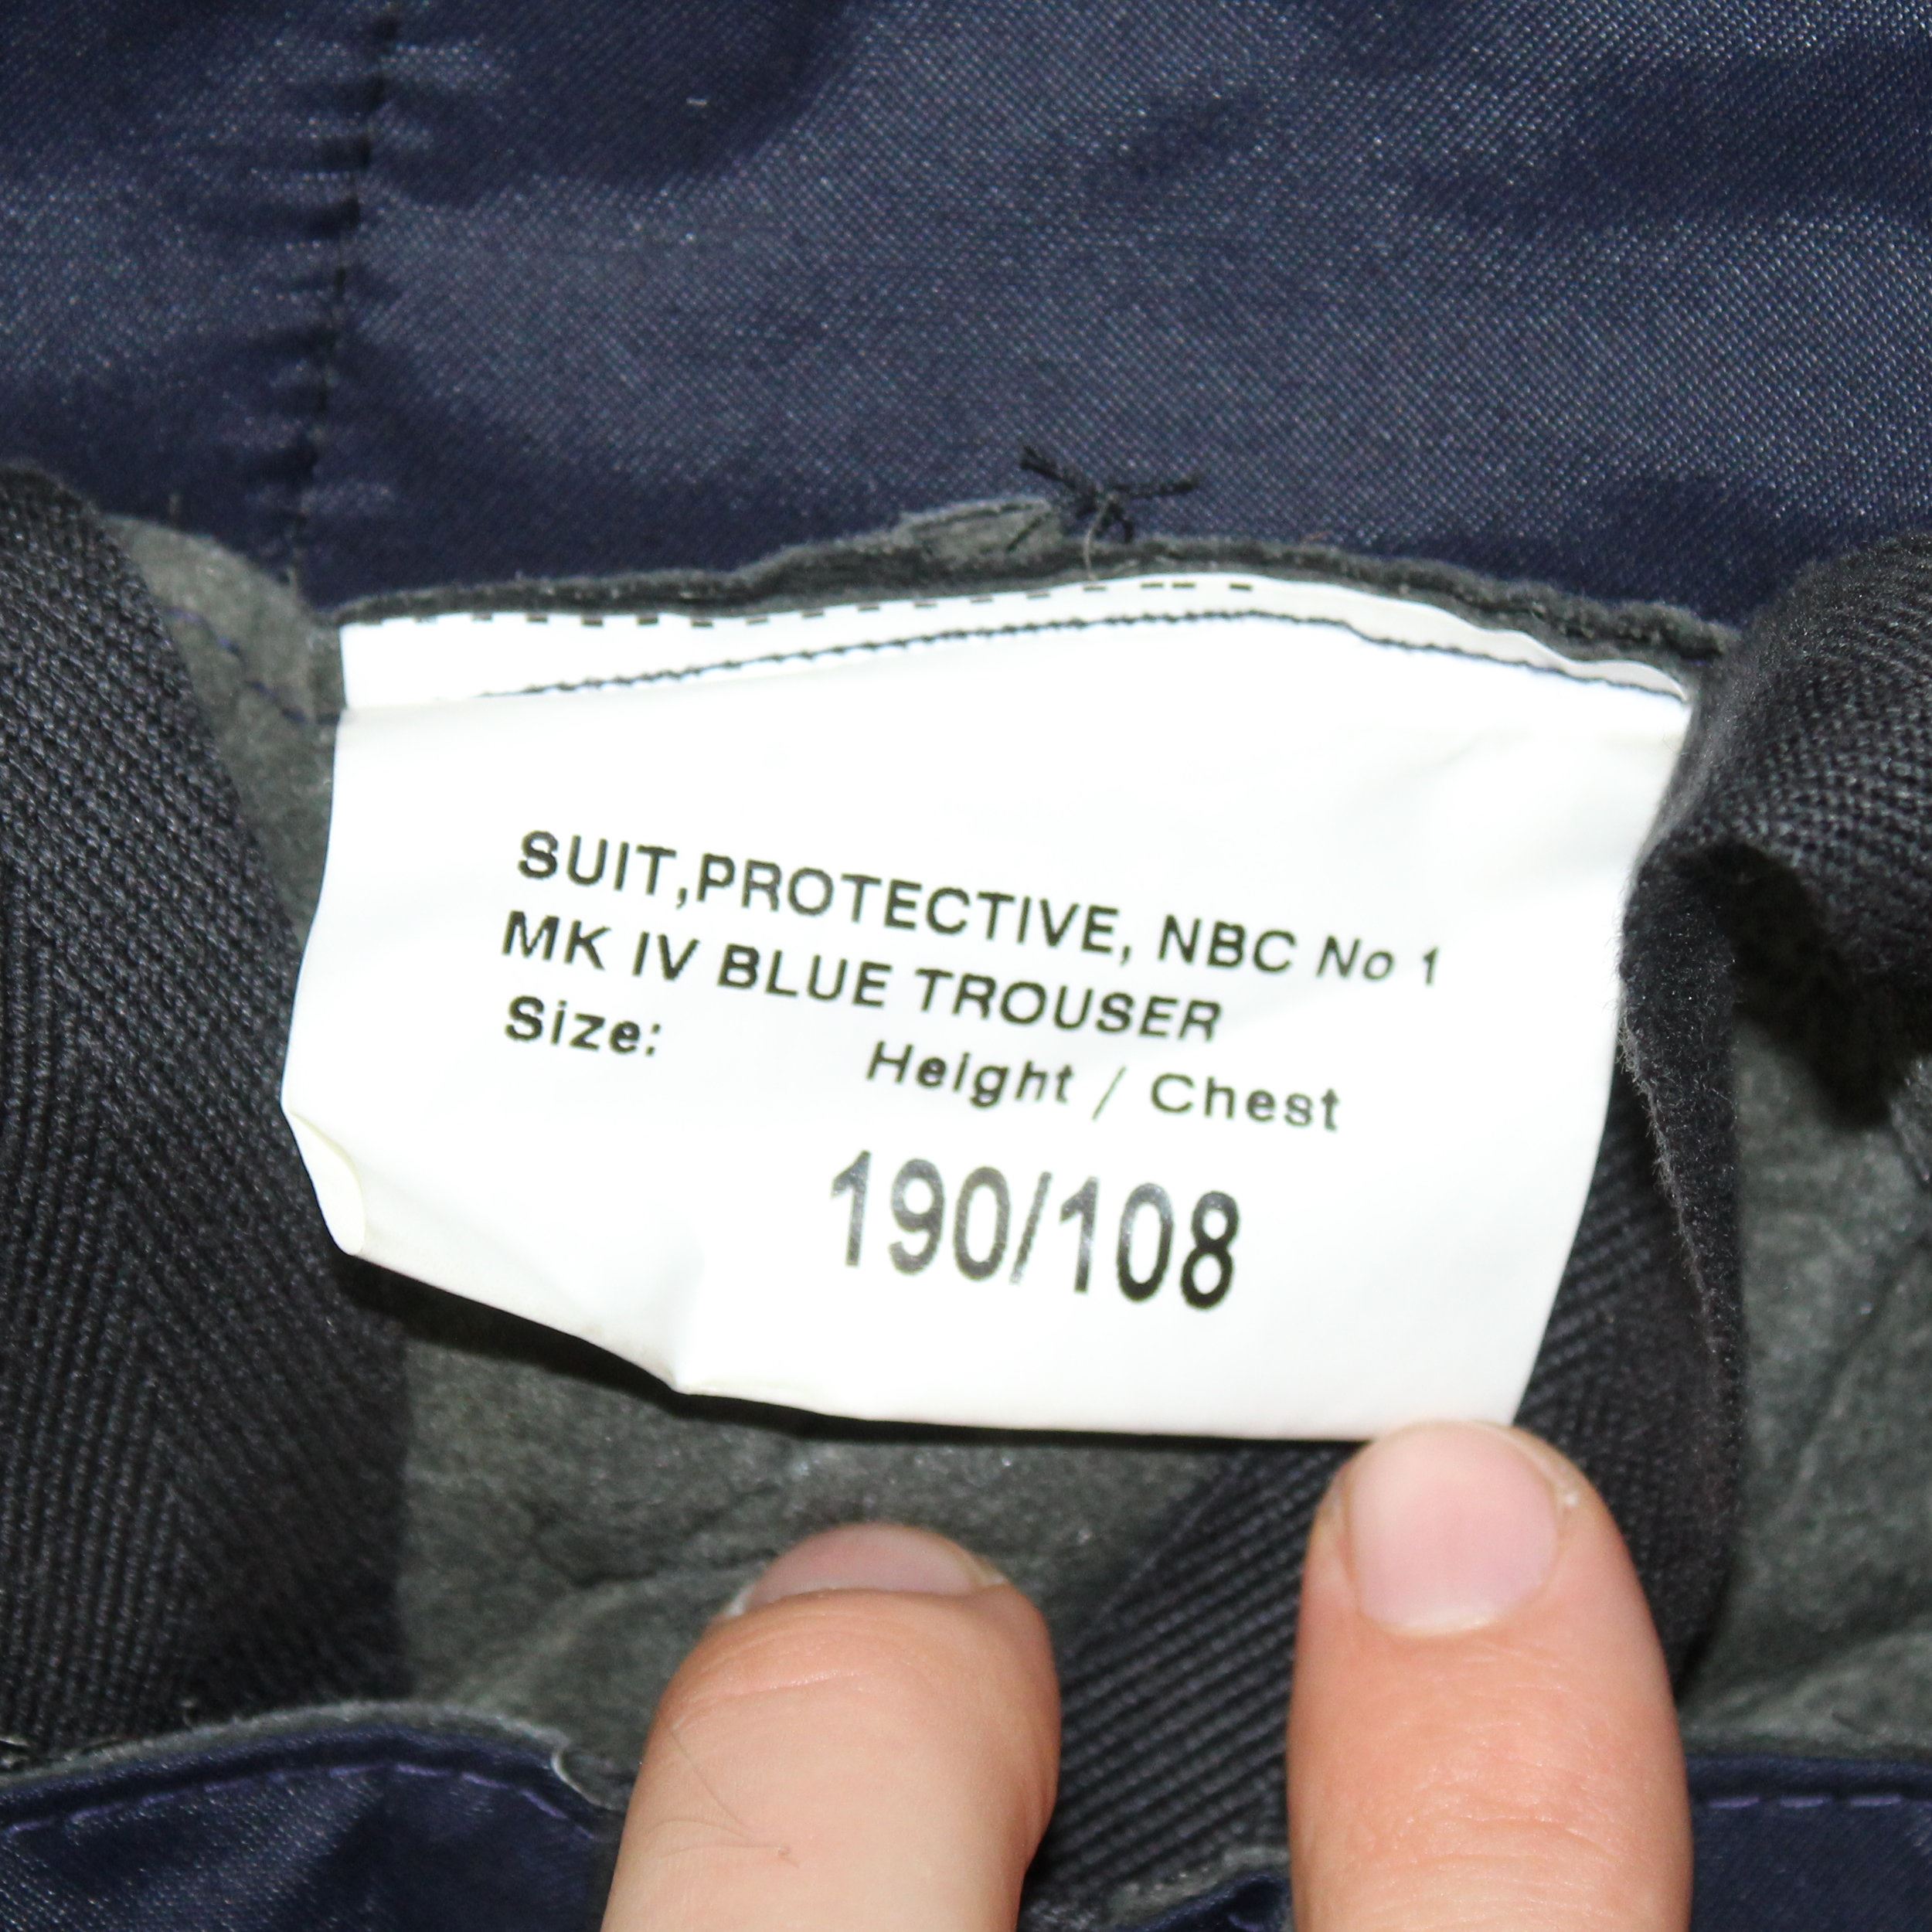 SUIT,PROTECTIVE, NBC No 1
MK IV BLUE TROUSER
Size:
Height / Chest
190/108